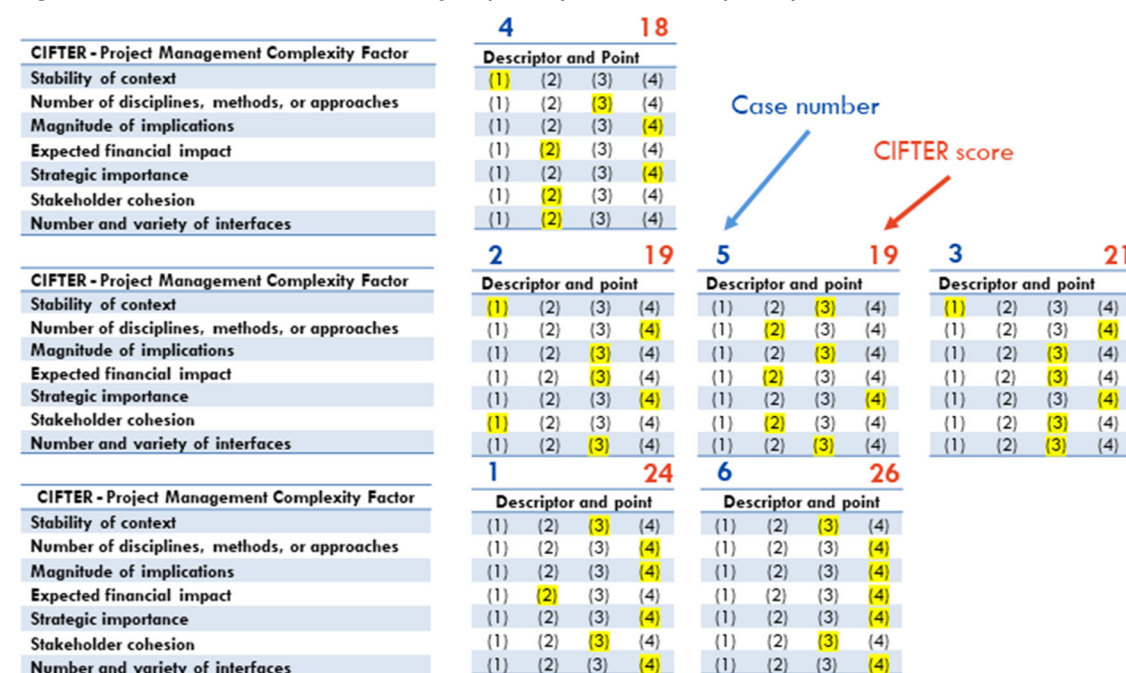 4 18
CIFTER - Project Management Complexity Factor Descriptor and Point
Stability of context (1) (2) (3) (4)
Number of disciplines, methods, or approaches (1) (2) (3) (4)
Magnitude of implications (1) (2) (3) (4)
Expected financial impact (1) (2) (3) (4)
Strategic importance (1) (2) (3) (4)
Stakeholder cohesion (1) (2) (3) (4)
Number and variety of interfaces (1) (2) (3) (4)
Case number
CIFTER score
2 19 5 19 3 21
CIFTER - Project Management Complexity Factor Descriptor and point Descriptor and point Descriptor and point
Stability of context (1) (2) (3) (4) (1) (2) (3) (4) (1) (2) (3) (4)
Number of disciplines, methods, or approaches (1) (2) (3) (4) (1) (2) (3) (4) (1) (2) (3) (4)
Magnitude of implications (1) (2) (3) (4) (1) (2) (3) (4) (1) (2) (3) (4)
Expected financial impact (1) (2) (3) (4) (1) (2) (3) (4) (1) (2) (3) (4)
Strategic importance (1) (2) (3) (4) (1) (2) (3) (4) (1) (2) (3) (4)
Stakeholder cohesion (1) (2) (3) (4) (1) (2) (3) (4) (1) (2) (3) (4)
Number and variety of interfaces (1) (2) (3) (4) (1) (2) (3) (4) (1) (2) (3) (4)
1 24 6 26
CIFTER - Project Management Complexity Factor Descriptor and point Descriptor and point
Stability of context (1) (2) (3) (4) (1) (2) (3) (4)
Number of disciplines, methods, or approaches (1) (2) (3) (4) (1) (2) (3) (4)
Magnitude of implications (1) (2) (3) (4) (1) (2) (3) (4)
Expected financial impact (1) (2) (3) (4) (1) (2) (3) (4)
Strategic importance (1) (2) (3) (4) (1) (2) (3) (4)
Stakeholder cohesion (1) (2) (3) (4) (1) (2) (3) (4)
Number and variety of interfaces (1) (2) (3) (4) (1) (2) (3) (4)